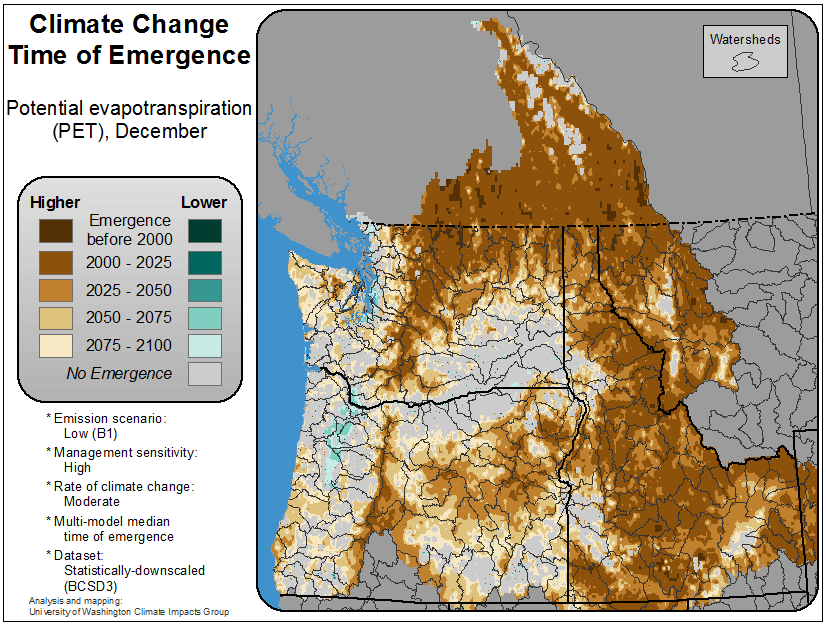 Climate Change
Time of Emergence
Potential evapotranspiration
(PET), December
Higher
Lower
Emergence
before 2000
2000 - 2025
2025 - 2050
2050 - 2075
2075 - 2100
No Emergence
* Emission scenario:
Low (B1)
* Management sensitivity:
High
* Rate of climate change:
Moderate
* Multi-model median
time of emergence
* Dataset:
Statistically-downscaled
(BCSD3)
Analysis and mapping:
University of Washington Climate Impacts Group
Watersheds